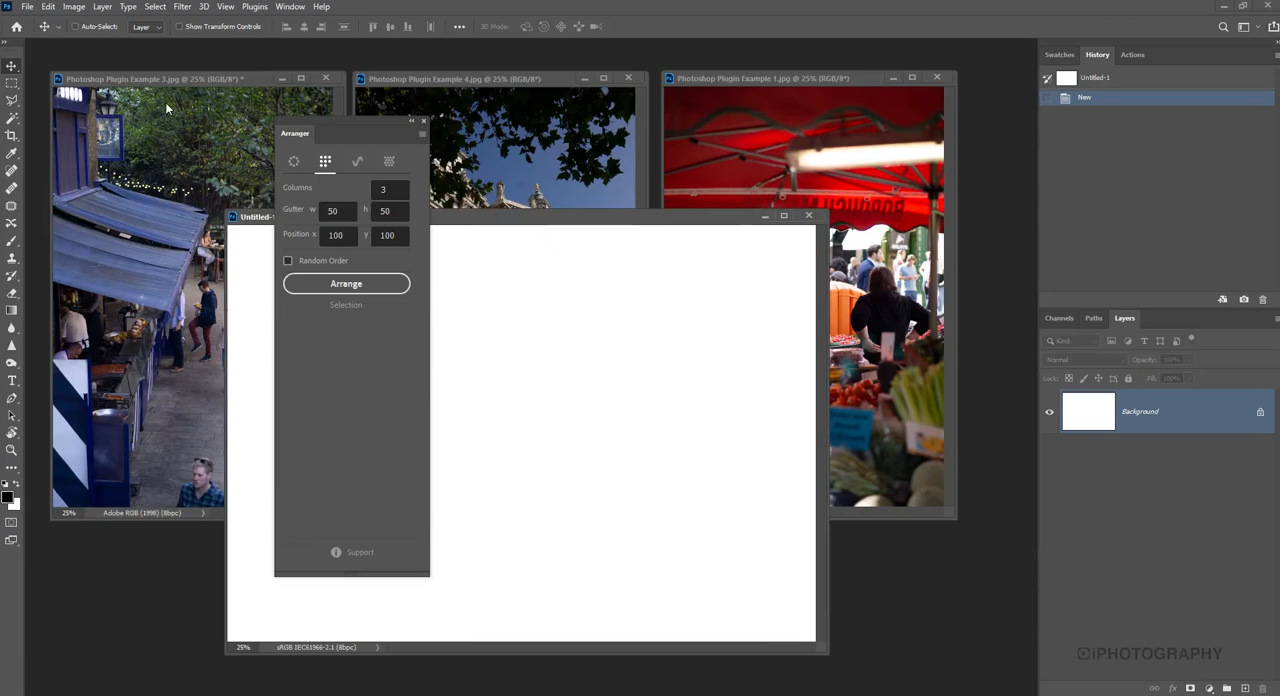 Ps File Edit Image Layer Type Select Filter 3D View Plugins Window Help
Auto-Select: Layer Show Transform Controls 3D Mode:
Photoshop Plugin Example 3.jpg @ 25% (RGB/8*) *
Photoshop Plugin Example 4.jpg @ 25% (RGB/8*)
Photoshop Plugin Example 1.jpg @ 25% (RGB/8*)
Swatches History Actions
Untitled-1
New
Arranger
Columns 3
Gutter w 50 h 50
Position x 100 y 100
Random Order
Arrange
Selection
Support
Untitled-1
25% Adobe RGB (1998) (8bpc)
25% sRGB IEC61966-2.1 (8bpc)
Channels Paths Layers
Kind
Normal Opacity: 100%
Lock: Fill: 100%
Background
iPHOTOGRAPHY
fx